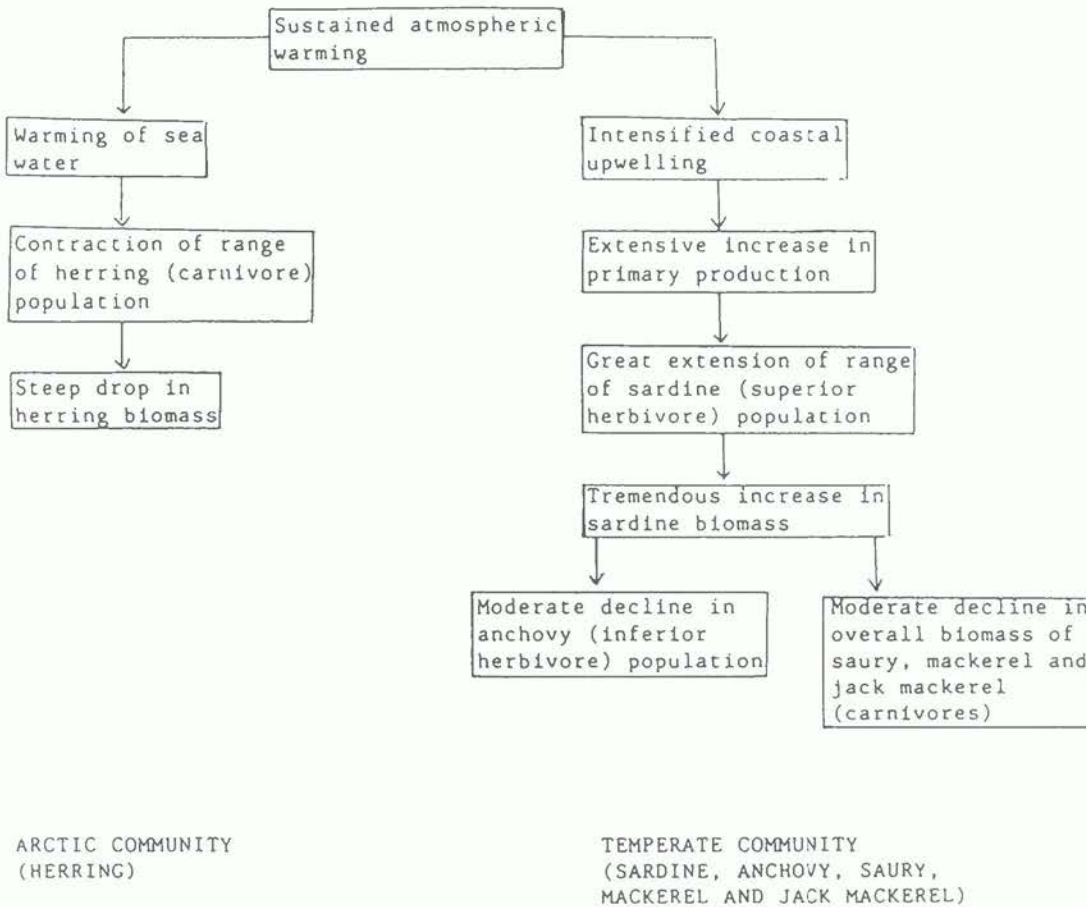 Sustained atmospheric
warming
Warming of sea
water
Contraction of range
of herring (carnivore)
population
Steep drop in
herring biomass
Intensified coastal
upwelling
Extensive increase in
primary production
Great extension of range
of sardine (superior
herbivore) population
Tremendous increase in
sardine biomass
Moderate decline in
anchovy (inferior
herbivore) population
Moderate decline in
overall biomass of
saury, mackerel and
jack mackerel
(carnivores)
ARCTIC COMMUNITY
(HERRING)
TEMPERATE COMMUNITY
(SARDINE, ANCHOVY, SAURY,
MACKEREL AND JACK MACKEREL)